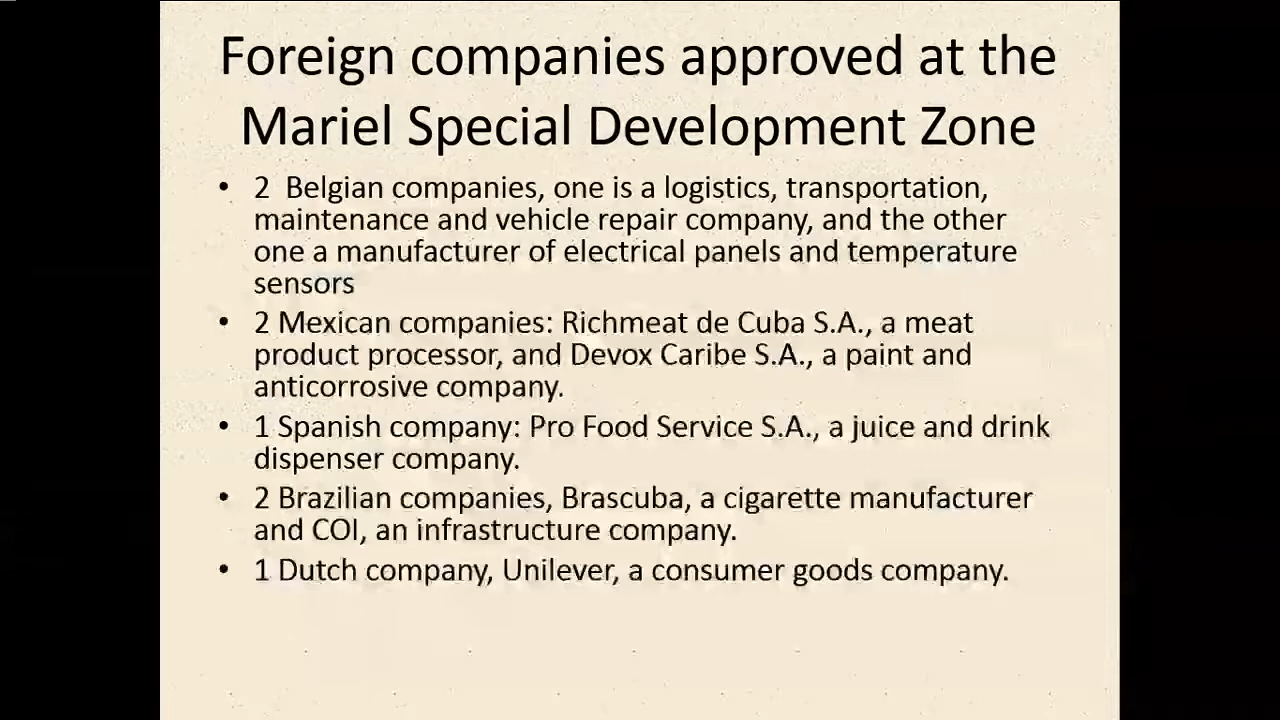 Foreign companies approved at the
Mariel Special Development Zone
• 2  Belgian companies, one is a logistics, transportation,
maintenance and vehicle repair company, and the other
one a manufacturer of electrical panels and temperature
sensors
• 2 Mexican companies: Richmeat de Cuba S.A., a meat
product processor, and Devox Caribe S.A., a paint and
anticorrosive company.
• 1 Spanish company: Pro Food Service S.A., a juice and drink
dispenser company.
• 2 Brazilian companies, Brascuba, a cigarette manufacturer
and COI, an infrastructure company.
• 1 Dutch company, Unilever, a consumer goods company.